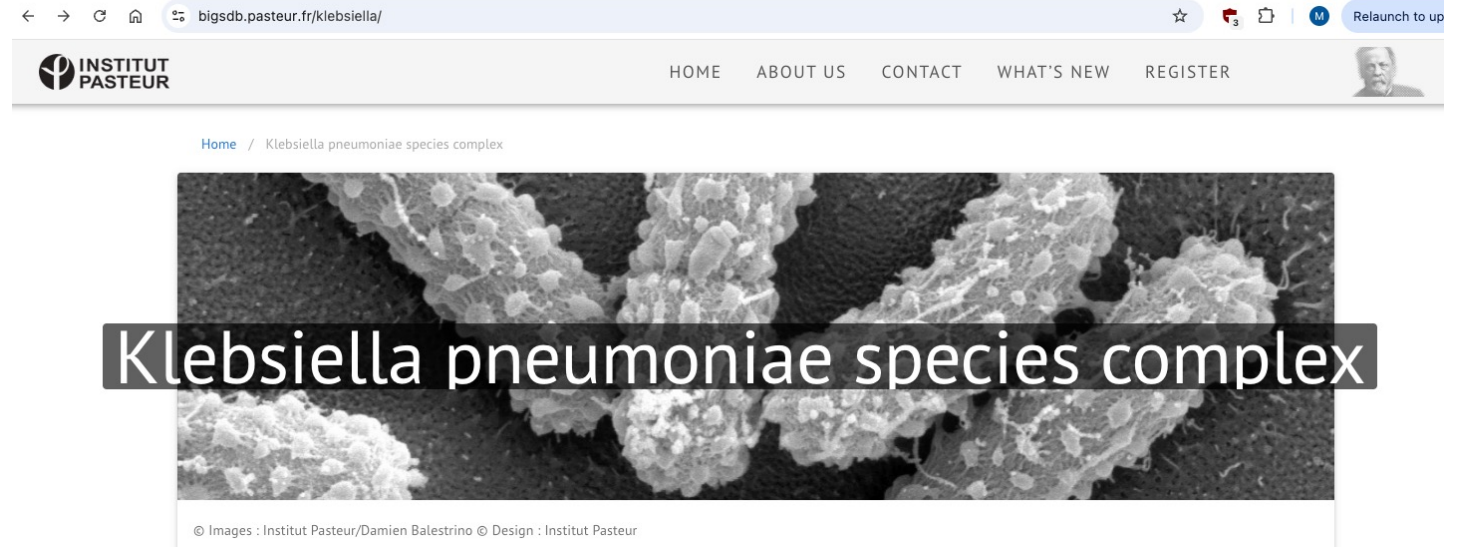 bigsdb.pasteur.fr/klebsiella/
3
M
Relaunch to up
INSTITUT
PASTEUR
HOME ABOUT US CONTACT WHAT'S NEW REGISTER
Home / Klebsiella pneumoniae species complex
Klebsiella pneumoniae species complex
© Images : Institut Pasteur/Damien Balestrino © Design : Institut Pasteur